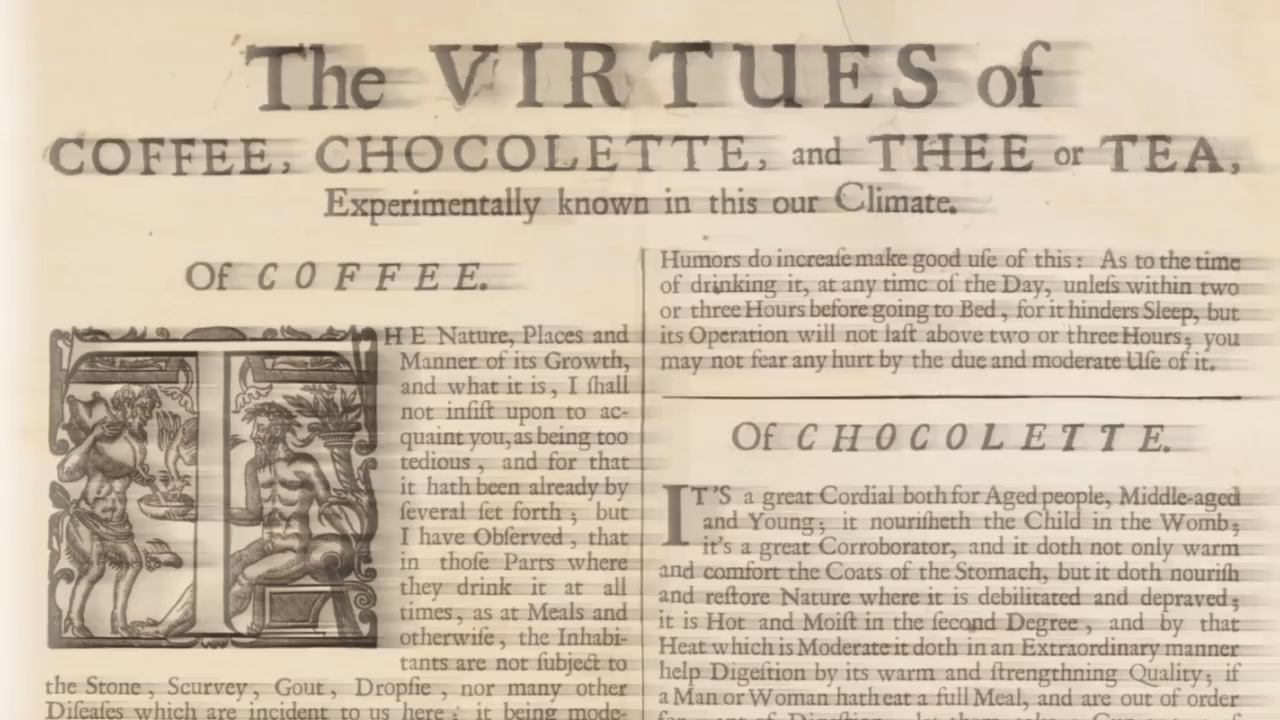 The VIRTUES of
COFFEE, CHOCOLETTE, and THEE or TEA,
Experimentally known in this our Climate.
Of COFFEE.
THE Nature, Places and
Manner of its Growth,
and what it is, I ſhall
not inſiſt upon to ac-
quaint you, as being too
tedious, and for that
it hath been already by
ſeveral ſet forth; but
I have Obſerved, that
in thoſe Parts where
they drink it at all
times, as at Meals and
otherwiſe, the Inhabi-
tants are not ſubject to
the Stone, Scurvey, Gout, Dropſie, nor many other
Diſeaſes which are incident to us here; it being mode-
Humors do increaſe make good uſe of this: As to the time
of drinking it, at any time of the Day, unleſs within two
or three Hours before going to Bed, for it hinders Sleep, but
its Operation will not laſt above two or three Hours; you
may not fear any hurt by the due and moderate Uſe of it.
Of CHOCOLETTE.
IT'S a great Cordial both for Aged people, Middle-aged
and Young; it nouriſheth the Child in the Womb;
it's a great Corroborator, and it doth not only warm
and comfort the Coats of the Stomach, but it doth nouriſh
and reſtore Nature where it is debilitated and depraved;
it is Hot and Moiſt in the ſecond Degree, and by that
Heat which is Moderate it doth in an Extraordinary manner
help Digeſtion by its warm and ſtrengthning Quality; if
a Man or Woman hath eat a full Meal, and are out of order